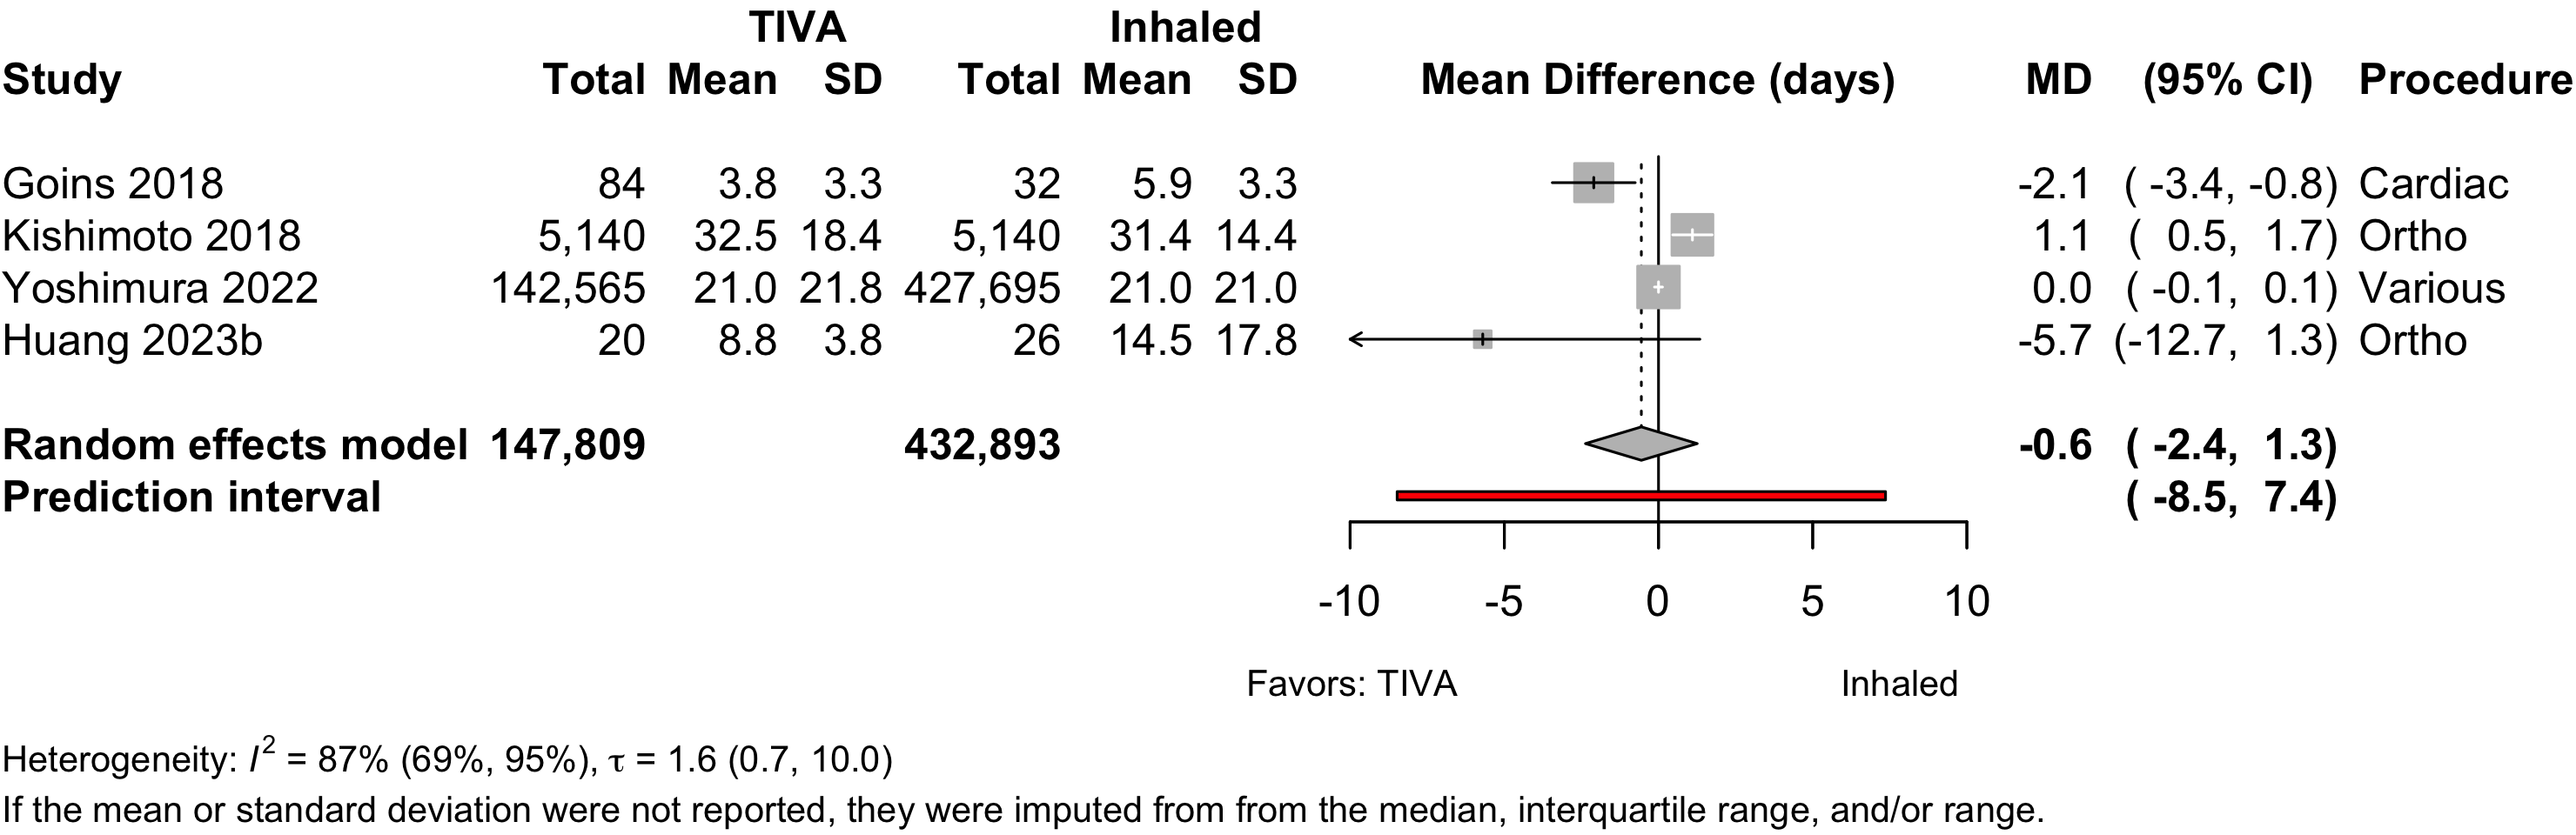 TIVA Inhaled
Study Total Mean SD Total Mean SD Mean Difference (days) MD (95% CI) Procedure
Goins 2018 84 3.8 3.3 32 5.9 3.3 -2.1 ( -3.4, -0.8) Cardiac
Kishimoto 2018 5,140 32.5 18.4 5,140 31.4 14.4 1.1 ( 0.5, 1.7) Ortho
Yoshimura 2022 142,565 21.0 21.8 427,695 21.0 21.0 0.0 ( -0.1, 0.1) Various
Huang 2023b 20 8.8 3.8 26 14.5 17.8 -5.7 (-12.7, 1.3) Ortho
Random effects model 147,809 432,893 -0.6 ( -2.4, 1.3)
Prediction interval ( -8.5, 7.4)
-10 -5 0 5 10
Favors: TIVA Inhaled
Heterogeneity: I² = 87% (69%, 95%), τ = 1.6 (0.7, 10.0)
If the mean or standard deviation were not reported, they were imputed from from the median, interquartile range, and/or range.